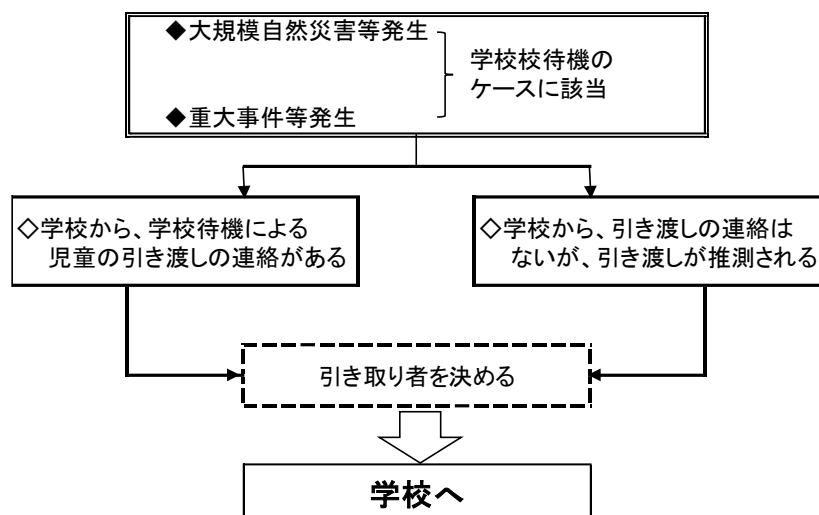 ◆大規模自然災害等発生
学校校待機の
ケースに該当
◆重大事件等発生
◇学校から、学校待機による
児童の引き渡しの連絡がある
◇学校から、引き渡しの連絡は
ないが、引き渡しが推測される
引き取り者を決める
学校へ